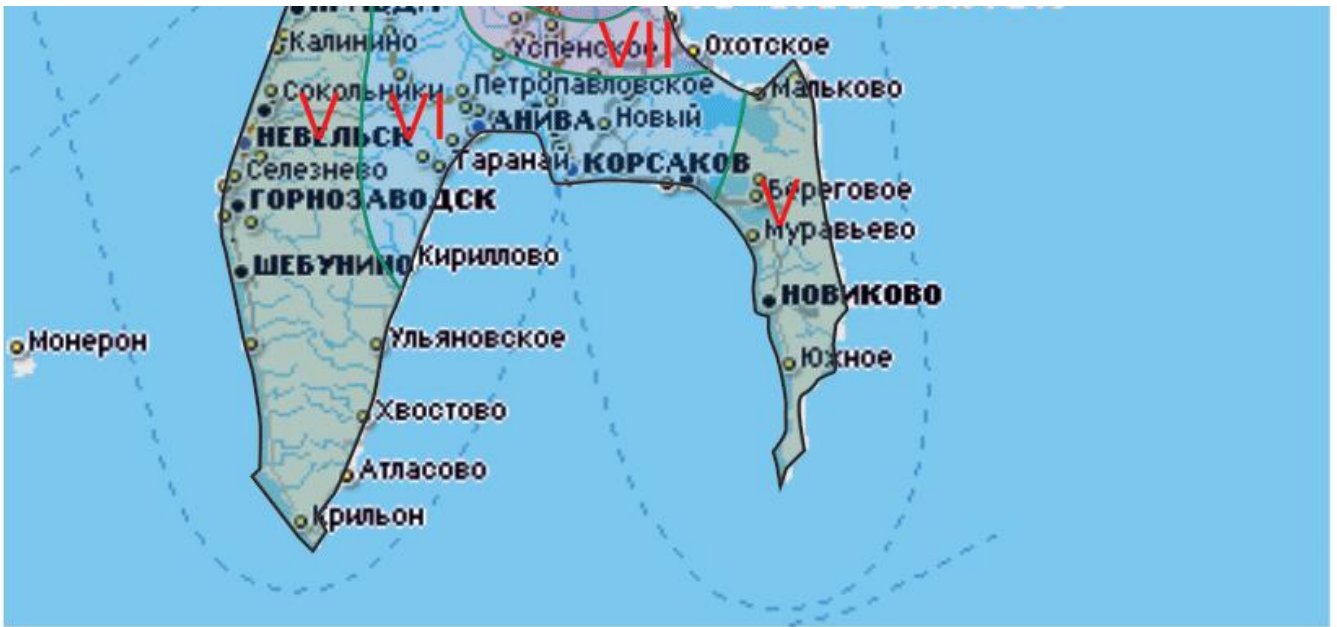 Калинино
Успенское
VII
Охотское
Сокольники
Петропавловское
Мальково
V
VI
АНИВА
Новый
НЕВЕЛЬСК
Селезнево
Таранай
КОРСАКОВ
ГОРНОЗАВОДСК
Береговое
V
Муравьево
ШЕБУНИНО
Кириллово
НОВИКОВО
Монерон
Ульяновское
Южное
Хвостово
Атласово
Крильон